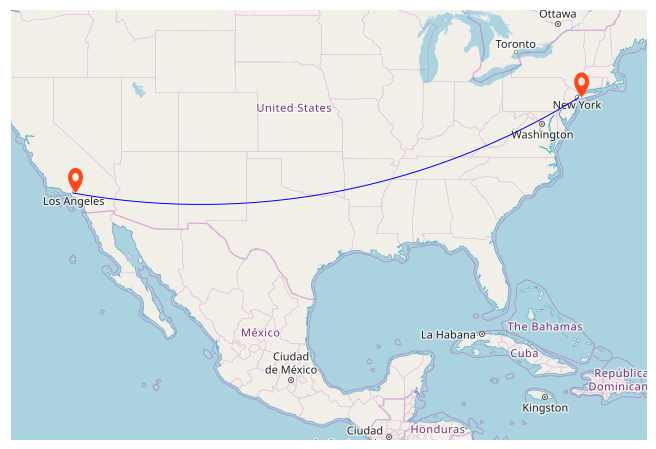 Ottawa
Toronto
New York
United States
Washington
Los Angeles
La Habana
The Bahamas
México
Cuba
Ciudad
de México
República
Dominican
Kingston
Ciudad
Honduras